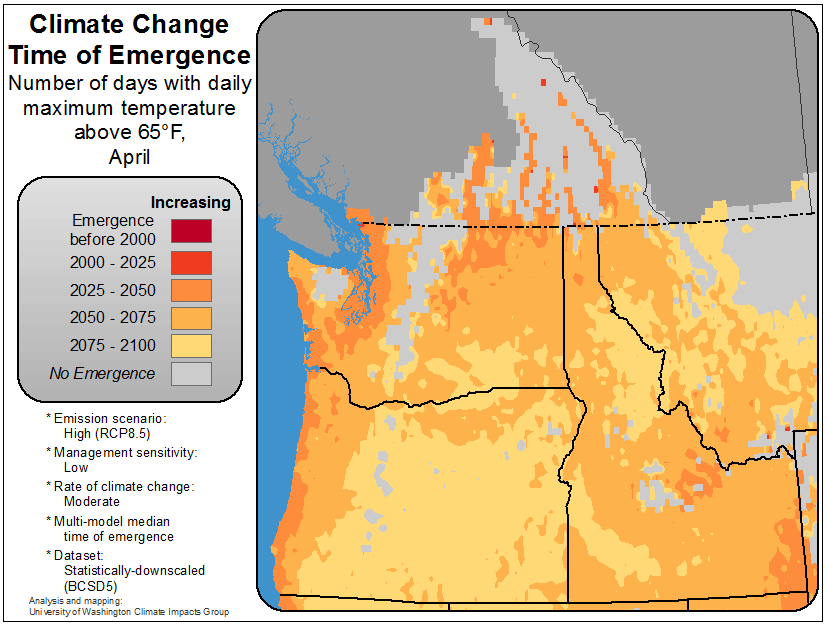 Climate Change
Time of Emergence
Number of days with daily
maximum temperature
above 65°F,
April
Increasing
Emergence
before 2000
2000 - 2025
2025 - 2050
2050 - 2075
2075 - 2100
No Emergence
* Emission scenario:
High (RCP8.5)
* Management sensitivity:
Low
* Rate of climate change:
Moderate
* Multi-model median
time of emergence
* Dataset:
Statistically-downscaled
(BCSD5)
Analysis and mapping:
University of Washington Climate Impacts Group